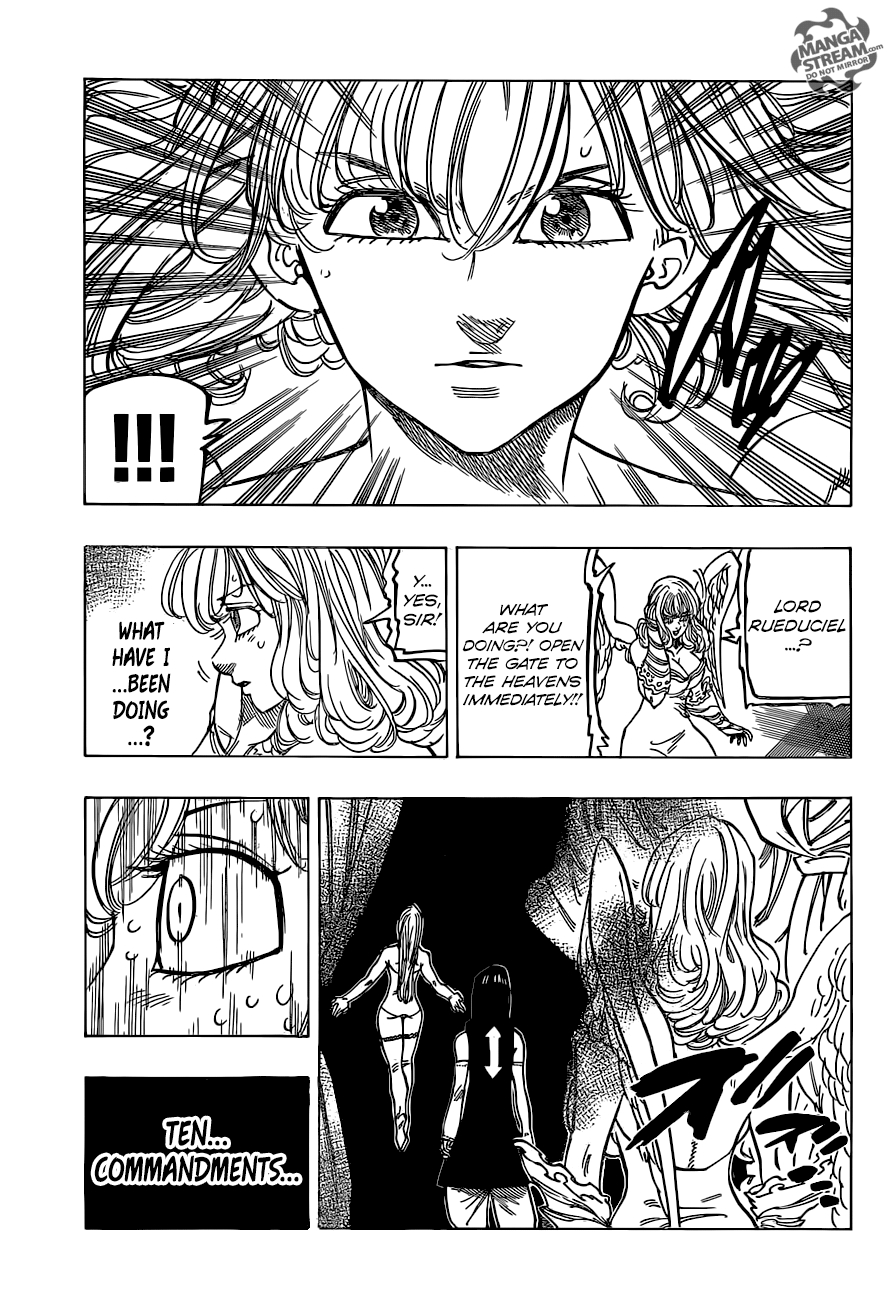 MANGA
STREAM.com
DO NOT MIRROR
!!!
LORD
RUEDUCIEL
....?
WHAT
ARE YOU
DOING?! OPEN
THE GATE TO
THE HEAVENS
IMMEDIATELY!!
Y...
YES,
SIR!
WHAT
HAVE I
...BEEN
DOING
...?
TEN...
COMMANDMENTS...